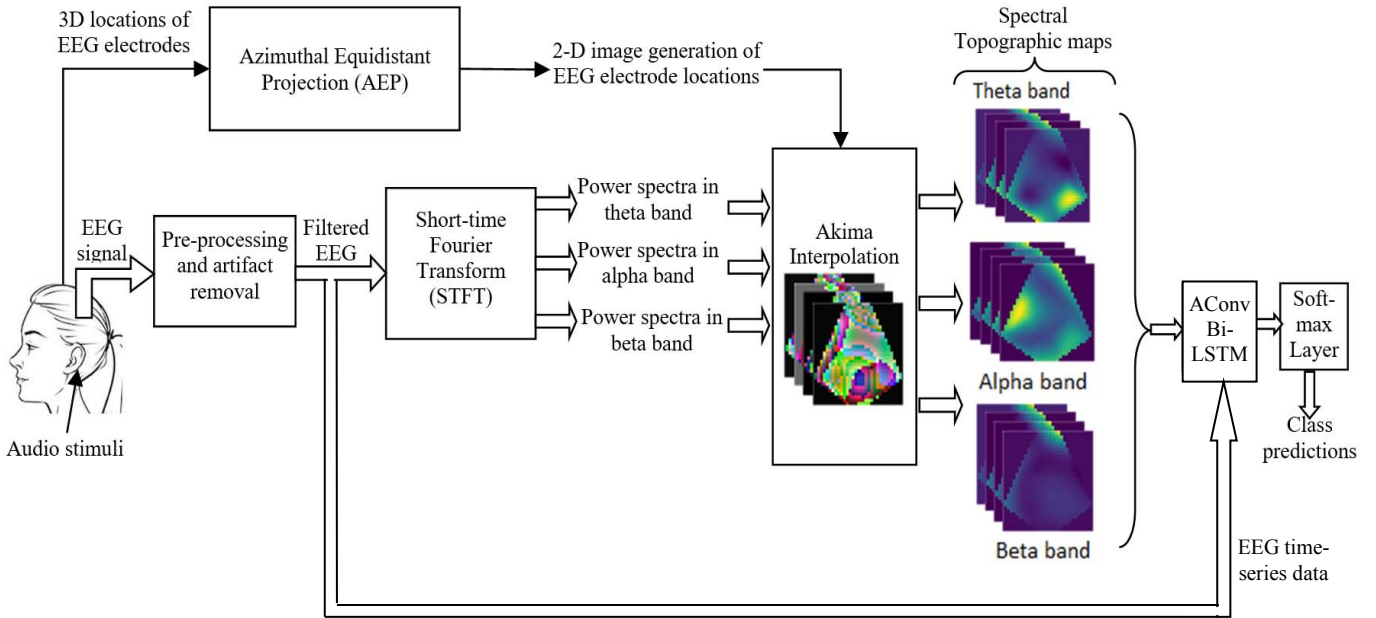 3D locations of
EEG electrodes
Azimuthal Equidistant
Projection (AEP)
2-D image generation of
EEG electrode locations
Spectral
Topographic maps
Theta band
EEG
signal
Pre-processing
and artifact
removal
Filtered
EEG
Short-time
Fourier
Transform
(STFT)
Power spectra in
theta band
Power spectra in
alpha band
Power spectra in
beta band
Akima
Interpolation
Alpha band
Beta band
AConv
Bi-
LSTM
Soft-
max
Layer
Class
predictions
Audio stimuli
EEG time-
series data